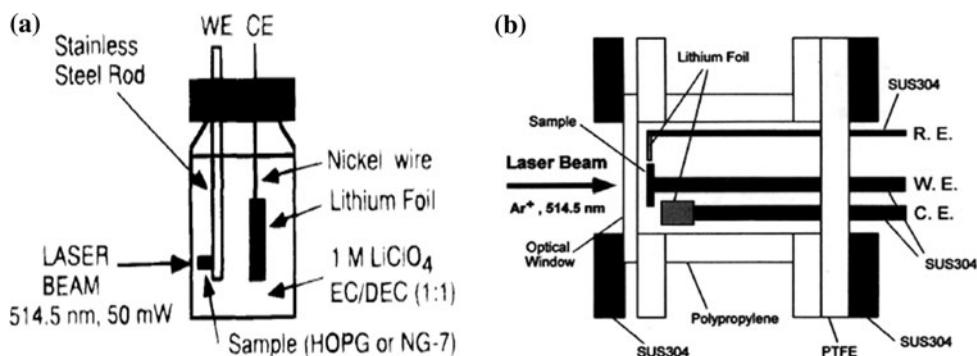 (a)
WE CE
Stainless
Steel Rod
Nickel wire
Lithium Foil
LASER
BEAM
514.5 nm, 50 mW
1 M LiClO4
EC/DEC (1:1)
Sample (HOPG or NG-7)
(b)
Lithium Foil
SUS304
Sample
R. E.
Laser Beam
W. E.
Ar+ , 514.5 nm
C. E.
Optical
Window
SUS304
Polypropylene
SUS304
PTFE
SUS304